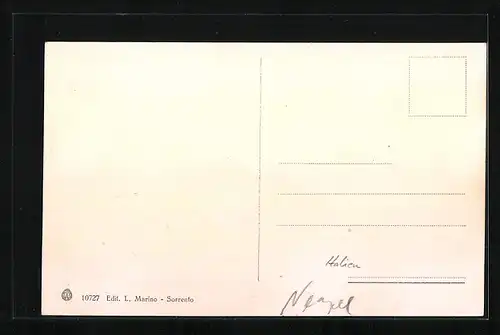 Italien
Neapel
10727 Edit. L. Marino - Sorrento